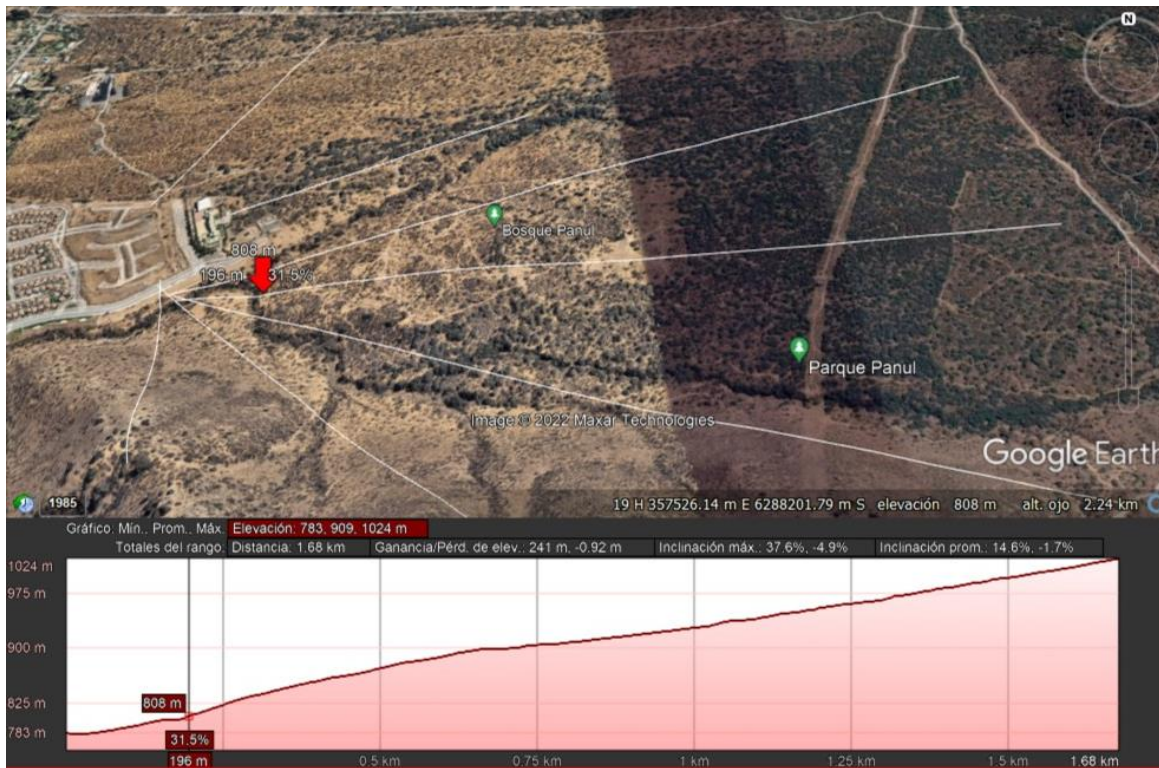 N
Bosque Panul
808 m
196 m 31.5%
Parque Panul
Image © 2022 Maxar Technologies
Google Earth
1985
19 H 357526.14 m E 6288201.79 m S elevación 808 m alt. ojo 2.24 km
Gráfico: Mín., Prom., Máx. Elevación: 783, 909, 1024 m
Totales del rango: Distancia: 1.68 km Ganancia/Pérd. de elev.: 241 m, -0.92 m Inclinación máx.: 37.6%, -4.9% Inclinación prom.: 14.6%, -1.7%
1024 m
975 m
900 m
825 m
783 m
808 m
31.5%
196 m 0.5 km 0.75 km 1 km 1.25 km 1.5 km 1.68 km